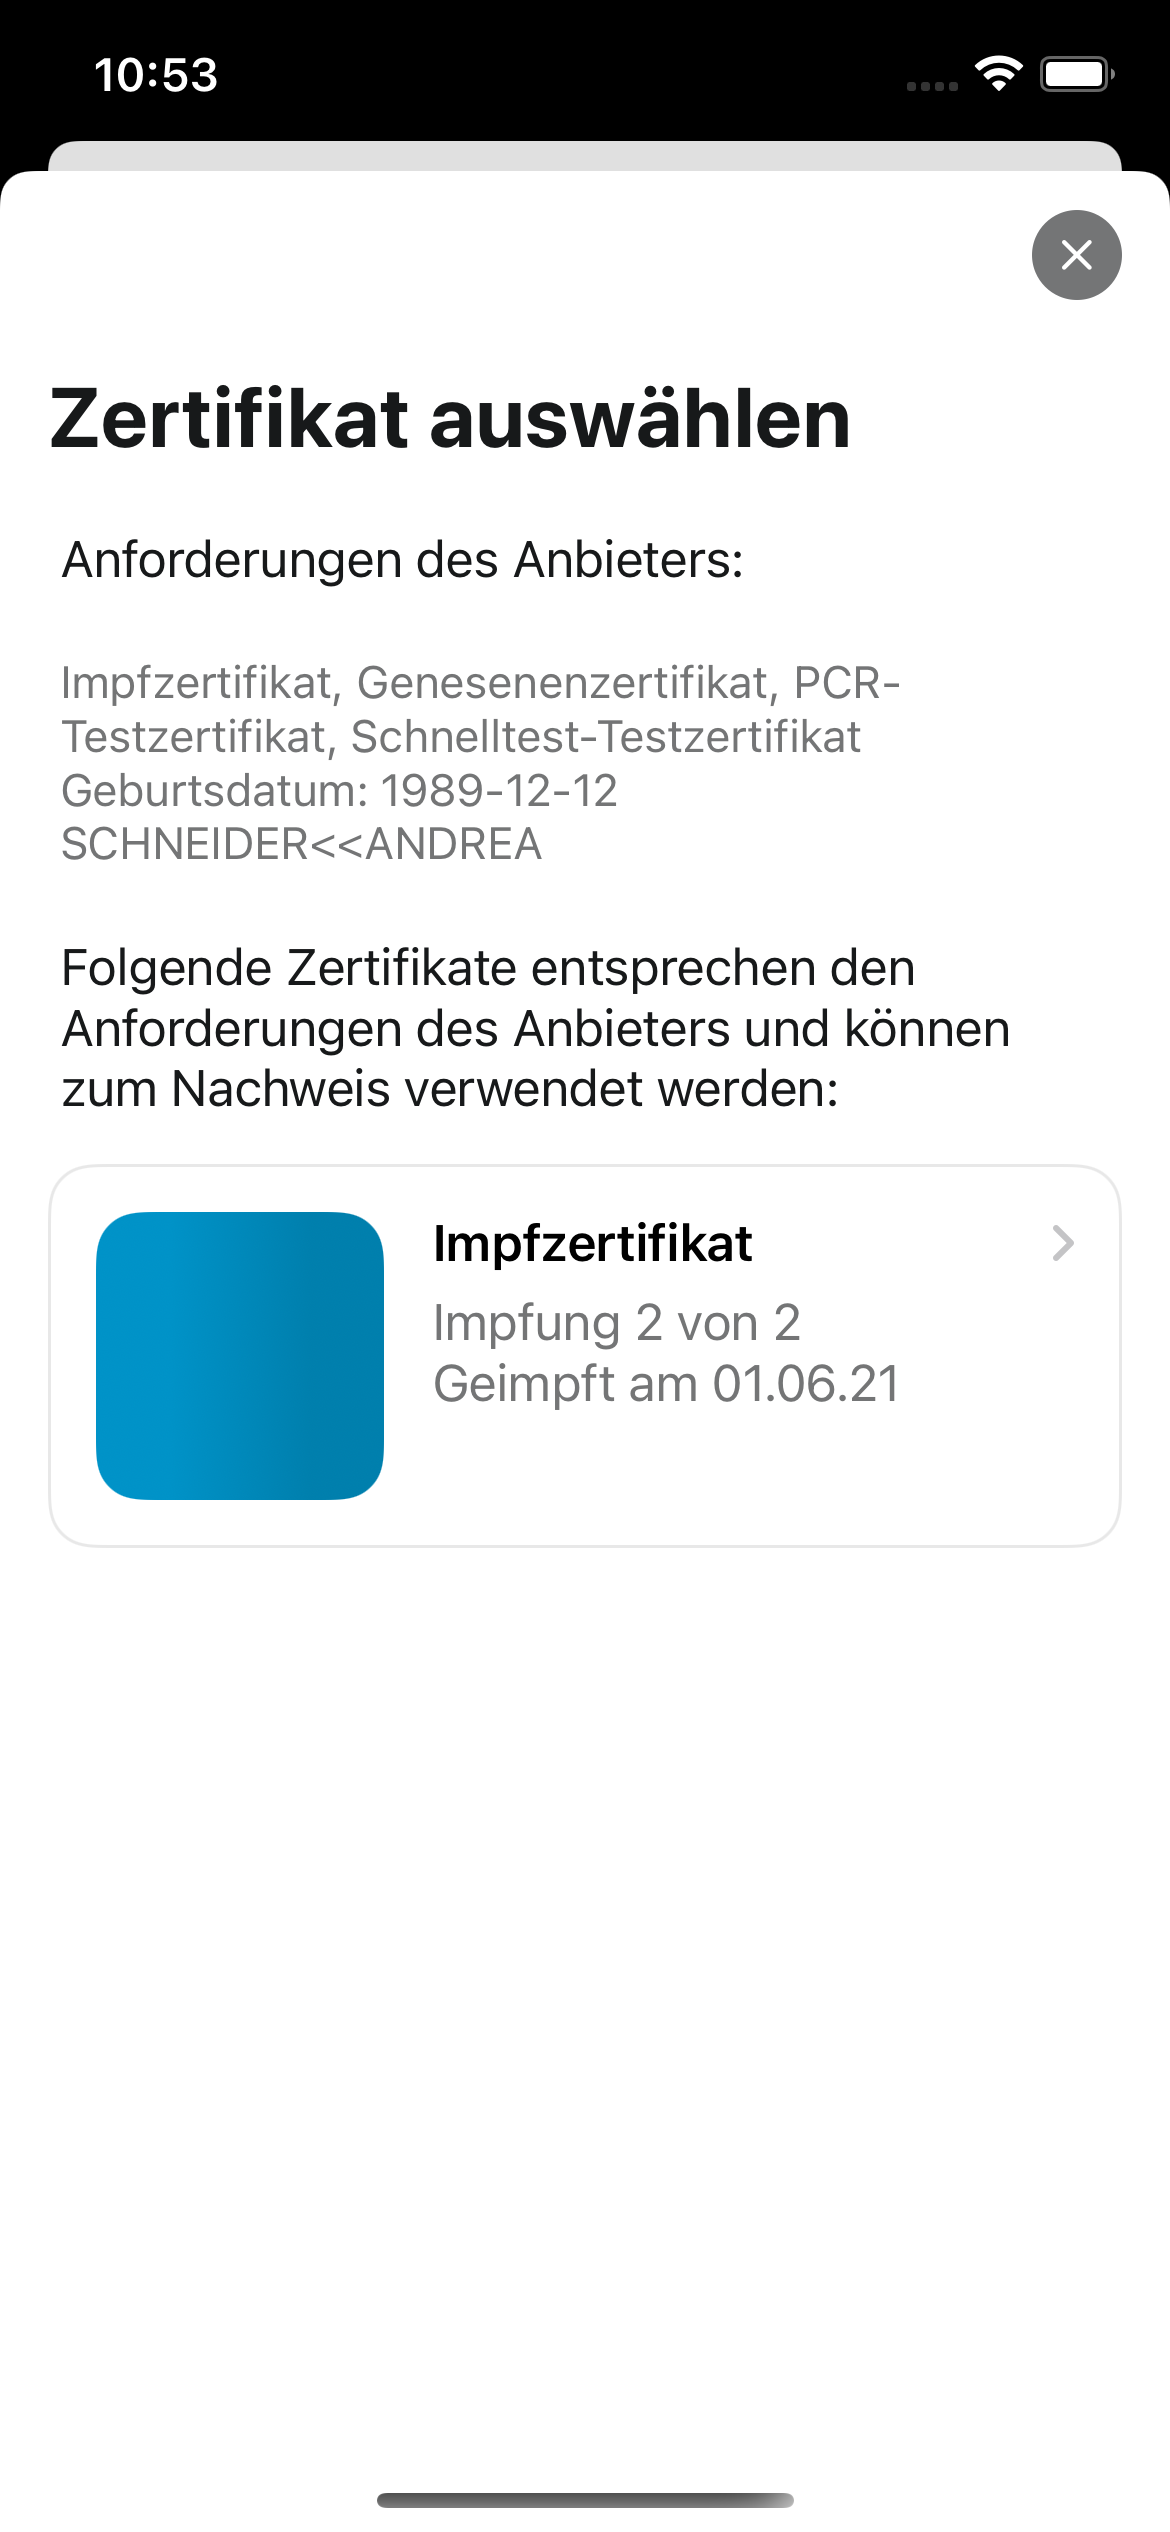 10:53
Zertifikat auswählen
Anforderungen des Anbieters:
Impfzertifikat, Genesenenzertifikat, PCR-
Testzertifikat, Schnelltest-Testzertifikat
Geburtsdatum: 1989-12-12
SCHNEIDER<<ANDREA
Folgende Zertifikate entsprechen den
Anforderungen des Anbieters und können
zum Nachweis verwendet werden:
Impfzertifikat
Impfung 2 von 2
Geimpft am 01.06.21